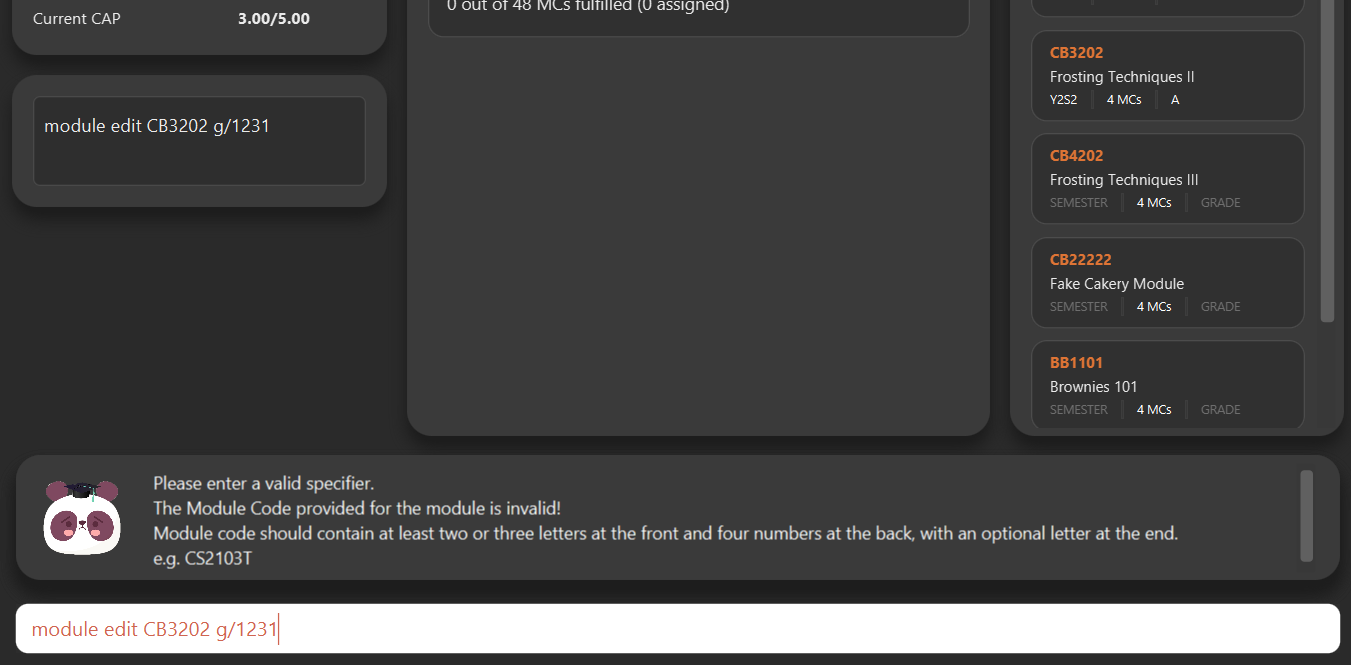 Current CAP 3.00/5.00
module edit CB3202 g/1231
0 out of 48 MCs fulfilled (0 assigned)
CB3202
Frosting Techniques II
Y2S2 4 MCs A
CB4202
Frosting Techniques III
SEMESTER 4 MCs GRADE
CB22222
Fake Cakery Module
SEMESTER 4 MCs GRADE
BB1101
Brownies 101
SEMESTER 4 MCs GRADE
Please enter a valid specifier.
The Module Code provided for the module is invalid!
Module code should contain at least two or three letters at the front and four numbers at the back, with an optional letter at the end.
e.g. CS2103T
module edit CB3202 g/1231